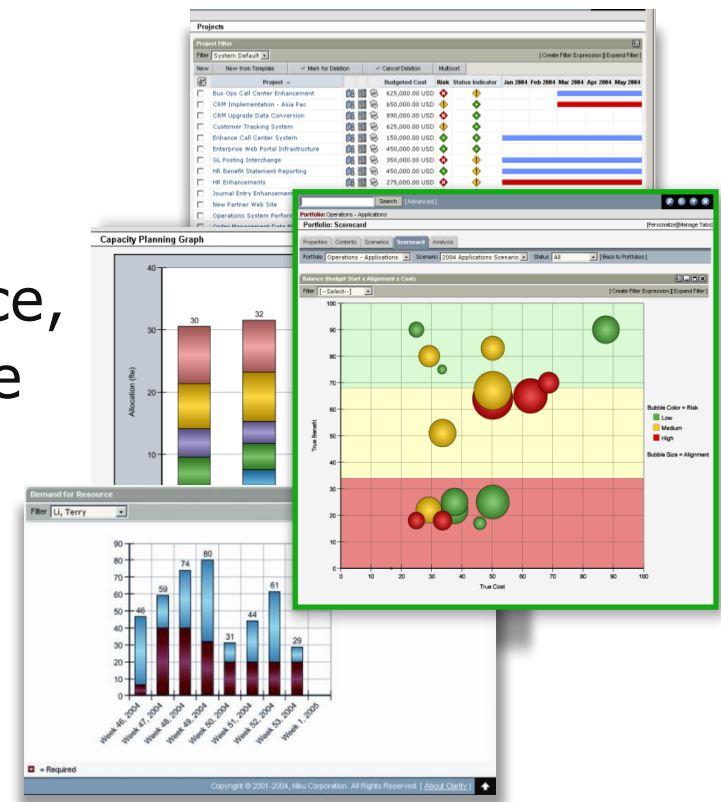 Projects
Project Filter
Filter System Default [ Create Filter Expression ] [ Expand Filter ]
New New from Template ✓ Mark for Deletion ✓ Cancel Deletion Multisort
Project Budgeted Cost Risk Status Indicator Jan 2004 Feb 2004 Mar 2004 Apr 2004 May 2004
Bus Ops Call Center Enhancement 625,000.00 USD
CRM Implementation - Asia Pac 650,000.00 USD
CRM Upgrade Data Conversion 890,000.00 USD
Customer Tracking System 625,000.00 USD
Enhance Call Center System 150,000.00 USD
Enterprise Web Portal Infrastructure 450,000.00 USD
GL Posting Interchange 350,000.00 USD
HR Benefit Statement Reporting 450,000.00 USD
HR Enhancements 275,000.00 USD
Journal Entry Enhancement
New Partner Web Site
Operations System Perform
ce,
e
Capacity Planning Graph
40
30
20
10
30
32
Allocation (fte)
Search [ Advanced ]
Portfolio: Operations - Applications
Portfolio: Scorecard [Personalize][Manage Tabs]
Properties Contents Scenarios Scorecard Analysis
Portfolio Operations - Applications Scenario 2004 Applications Scenario Status All [ Back to Portfolios ]
Balance (Budget Start x Alignment x Cost)
Filter [--Select--] [ Create Filter Expression ] [ Expand Filter ]
100
90
80
70
60
50
40
30
20
10
0
True Benefit
0 10 20 30 40 50 60 70 80 90 100
True Cost
Bubble Color = Risk
Low
Medium
High
Bubble Size = Alignment
Demand for Resource
Filter Li, Terry
90
80
70
60
50
40
30
20
10
0
46 59 74 80 31 44 61 29
Week 46, 2004
Week 47, 2004
Week 48, 2004
Week 49, 2004
Week 50, 2004
Week 51, 2004
Week 52, 2004
Week 53, 2004
Week 1, 2005
= Required
Copyright © 2001-2004, Niku Corporation. All Rights Reserved. [ About Clarity ]